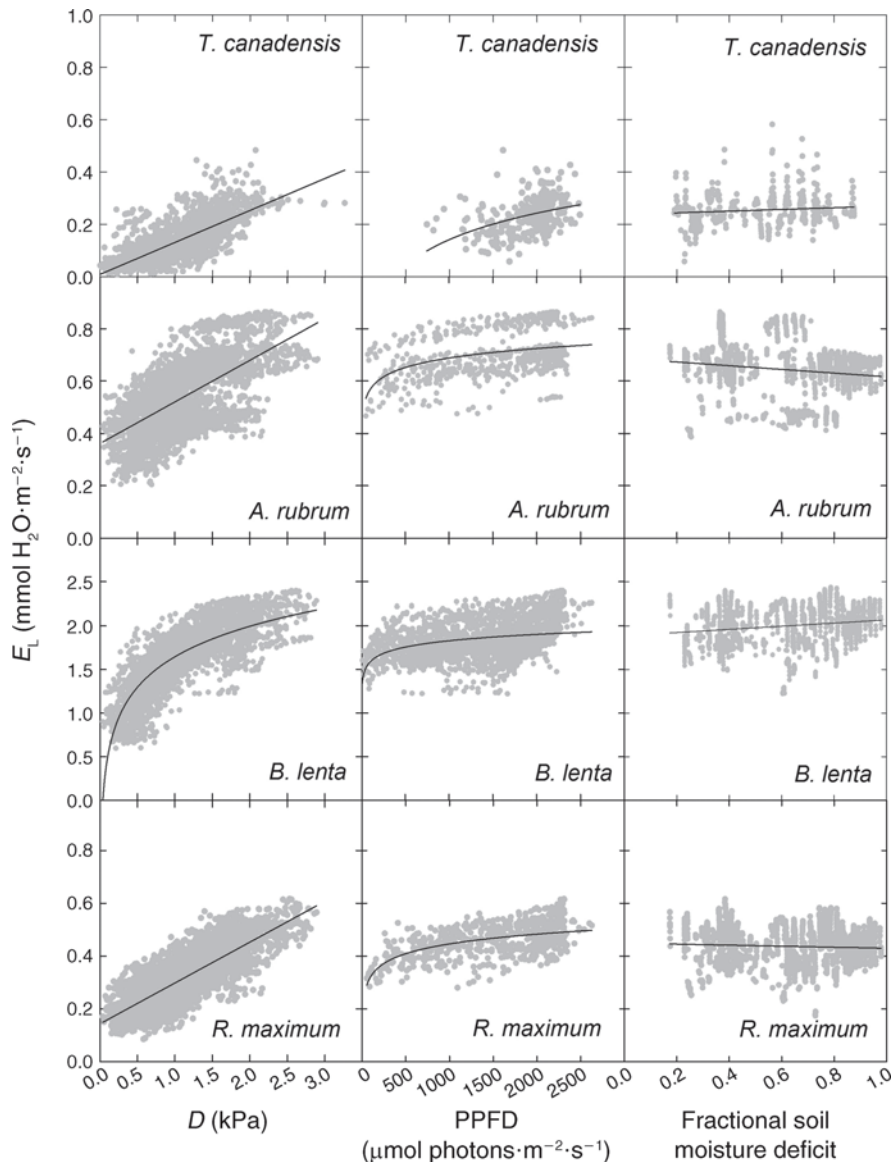 1.0
0.8
0.6
0.4
0.2
0.0
T. canadensis
T. canadensis
T. canadensis
0.8
0.6
0.4
0.2
0.0
A. rubrum
A. rubrum
A. rubrum
E_L (mmol H₂O·m⁻²·s⁻¹)
2.5
2.0
1.5
1.0
0.5
0.0
B. lenta
B. lenta
B. lenta
0.8
0.6
0.4
0.2
0.0
R. maximum
R. maximum
R. maximum
0.0 0.5 1.0 1.5 2.0 2.5 3.0
0 500 1000 1500 2000 2500
0.0 0.2 0.4 0.6 0.8 1.0
D (kPa)
PPFD
(μmol photons·m⁻²·s⁻¹)
Fractional soil
moisture deficit